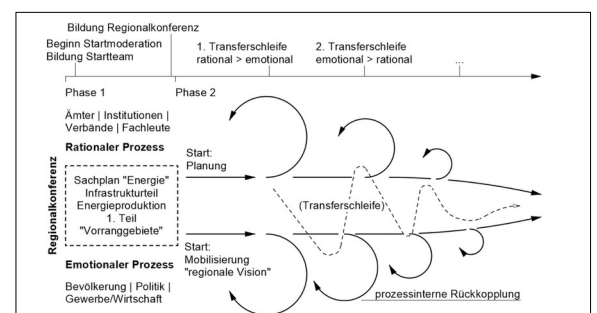 Bildung Regionalkonferenz
Beginn Startmoderation
Bildung Startteam
1. Transferschleife
rational > emotional
2. Transferschleife
emotional > rational
...
Phase 1
Phase 2
Ämter | Institutionen |
Verbände | Fachleute
Rationaler Prozess
Start:
Planung
Regionalkonferenz
Sachplan "Energie"
Infrastrukturteil
Energieproduktion
1. Teil
"Vorranggebiete"
(Transferschleife)
Start:
Mobilisierung
"regionale Vision"
Emotionaler Prozess
Bevölkerung | Politik |
Gewerbe/Wirtschaft
prozessinterne Rückkopplung